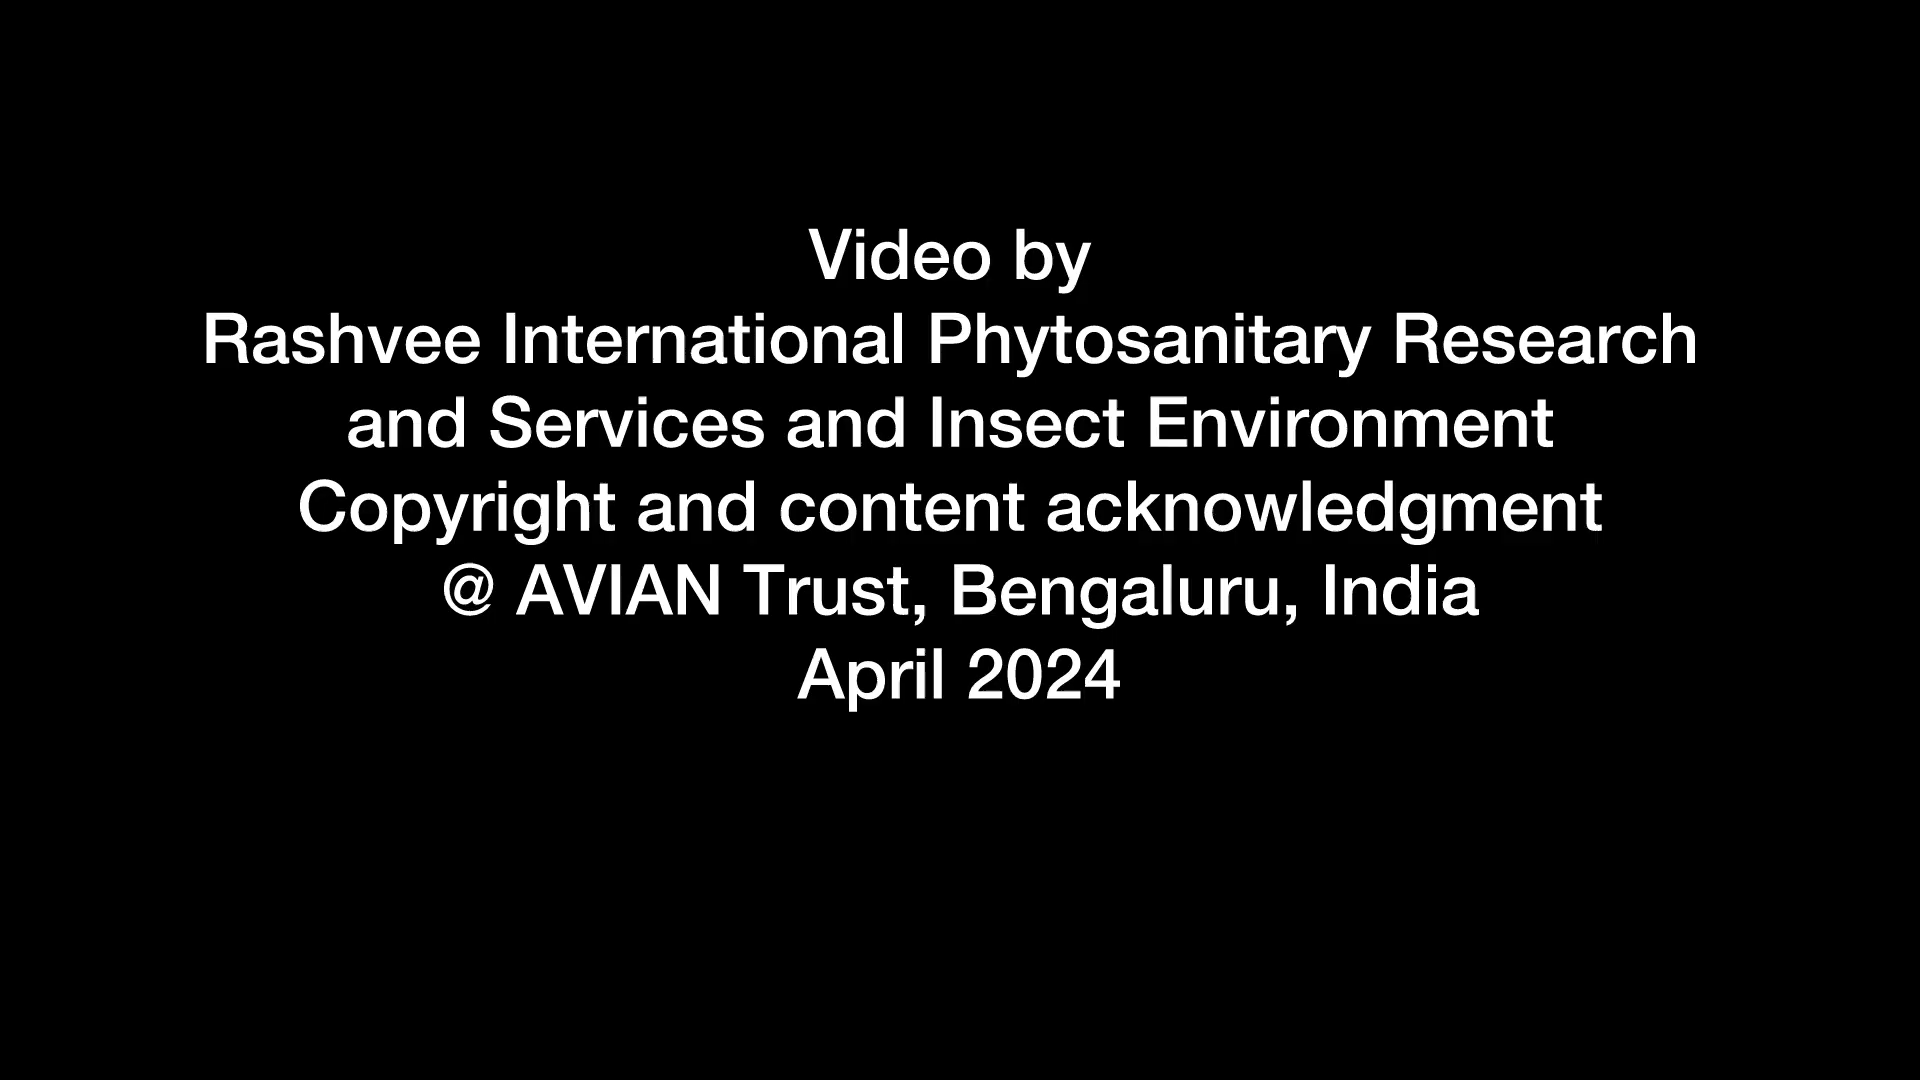 Video by
Rashvee International Phytosanitary Research
and Services and Insect Environment
Copyright and content acknowledgment
@ AVIAN Trust, Bengaluru, India
April 2024